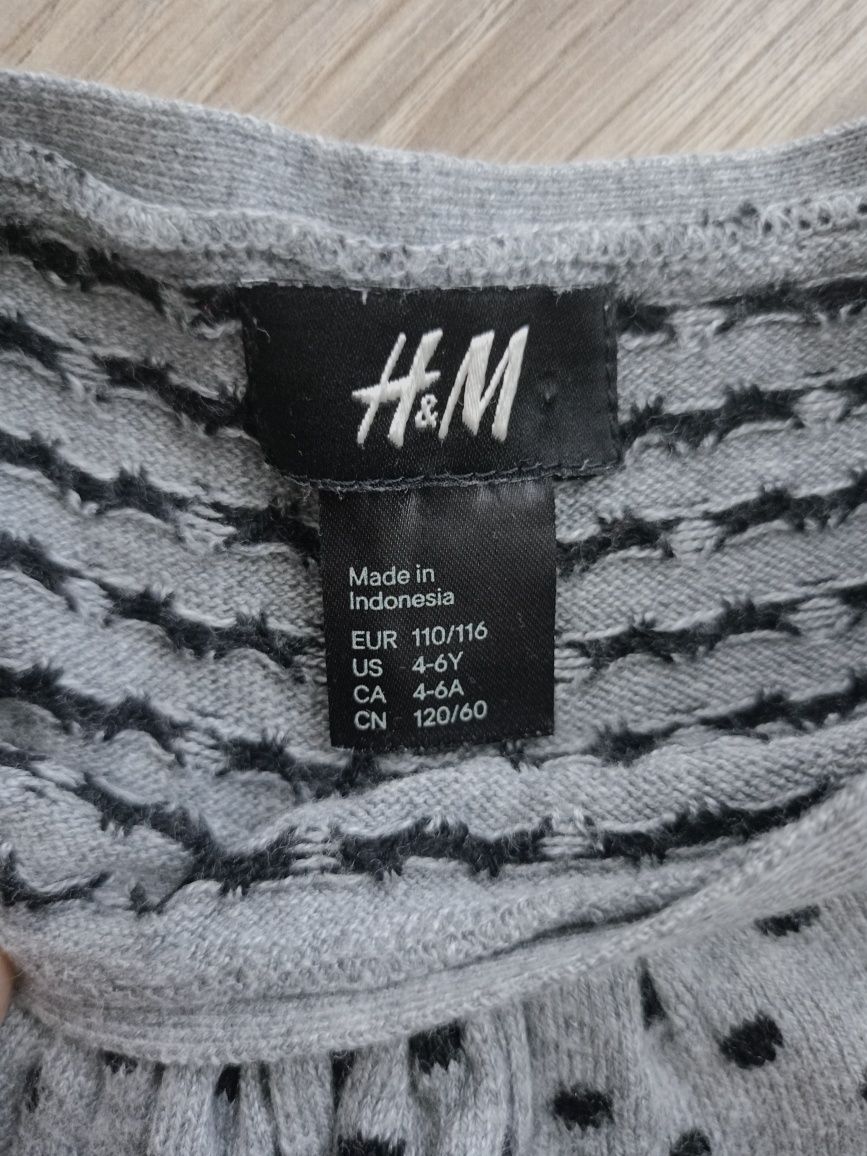 H&M
Made in
Indonesia
EUR 110/116
US 4-6Y
CA 4-6A
CN 120/60